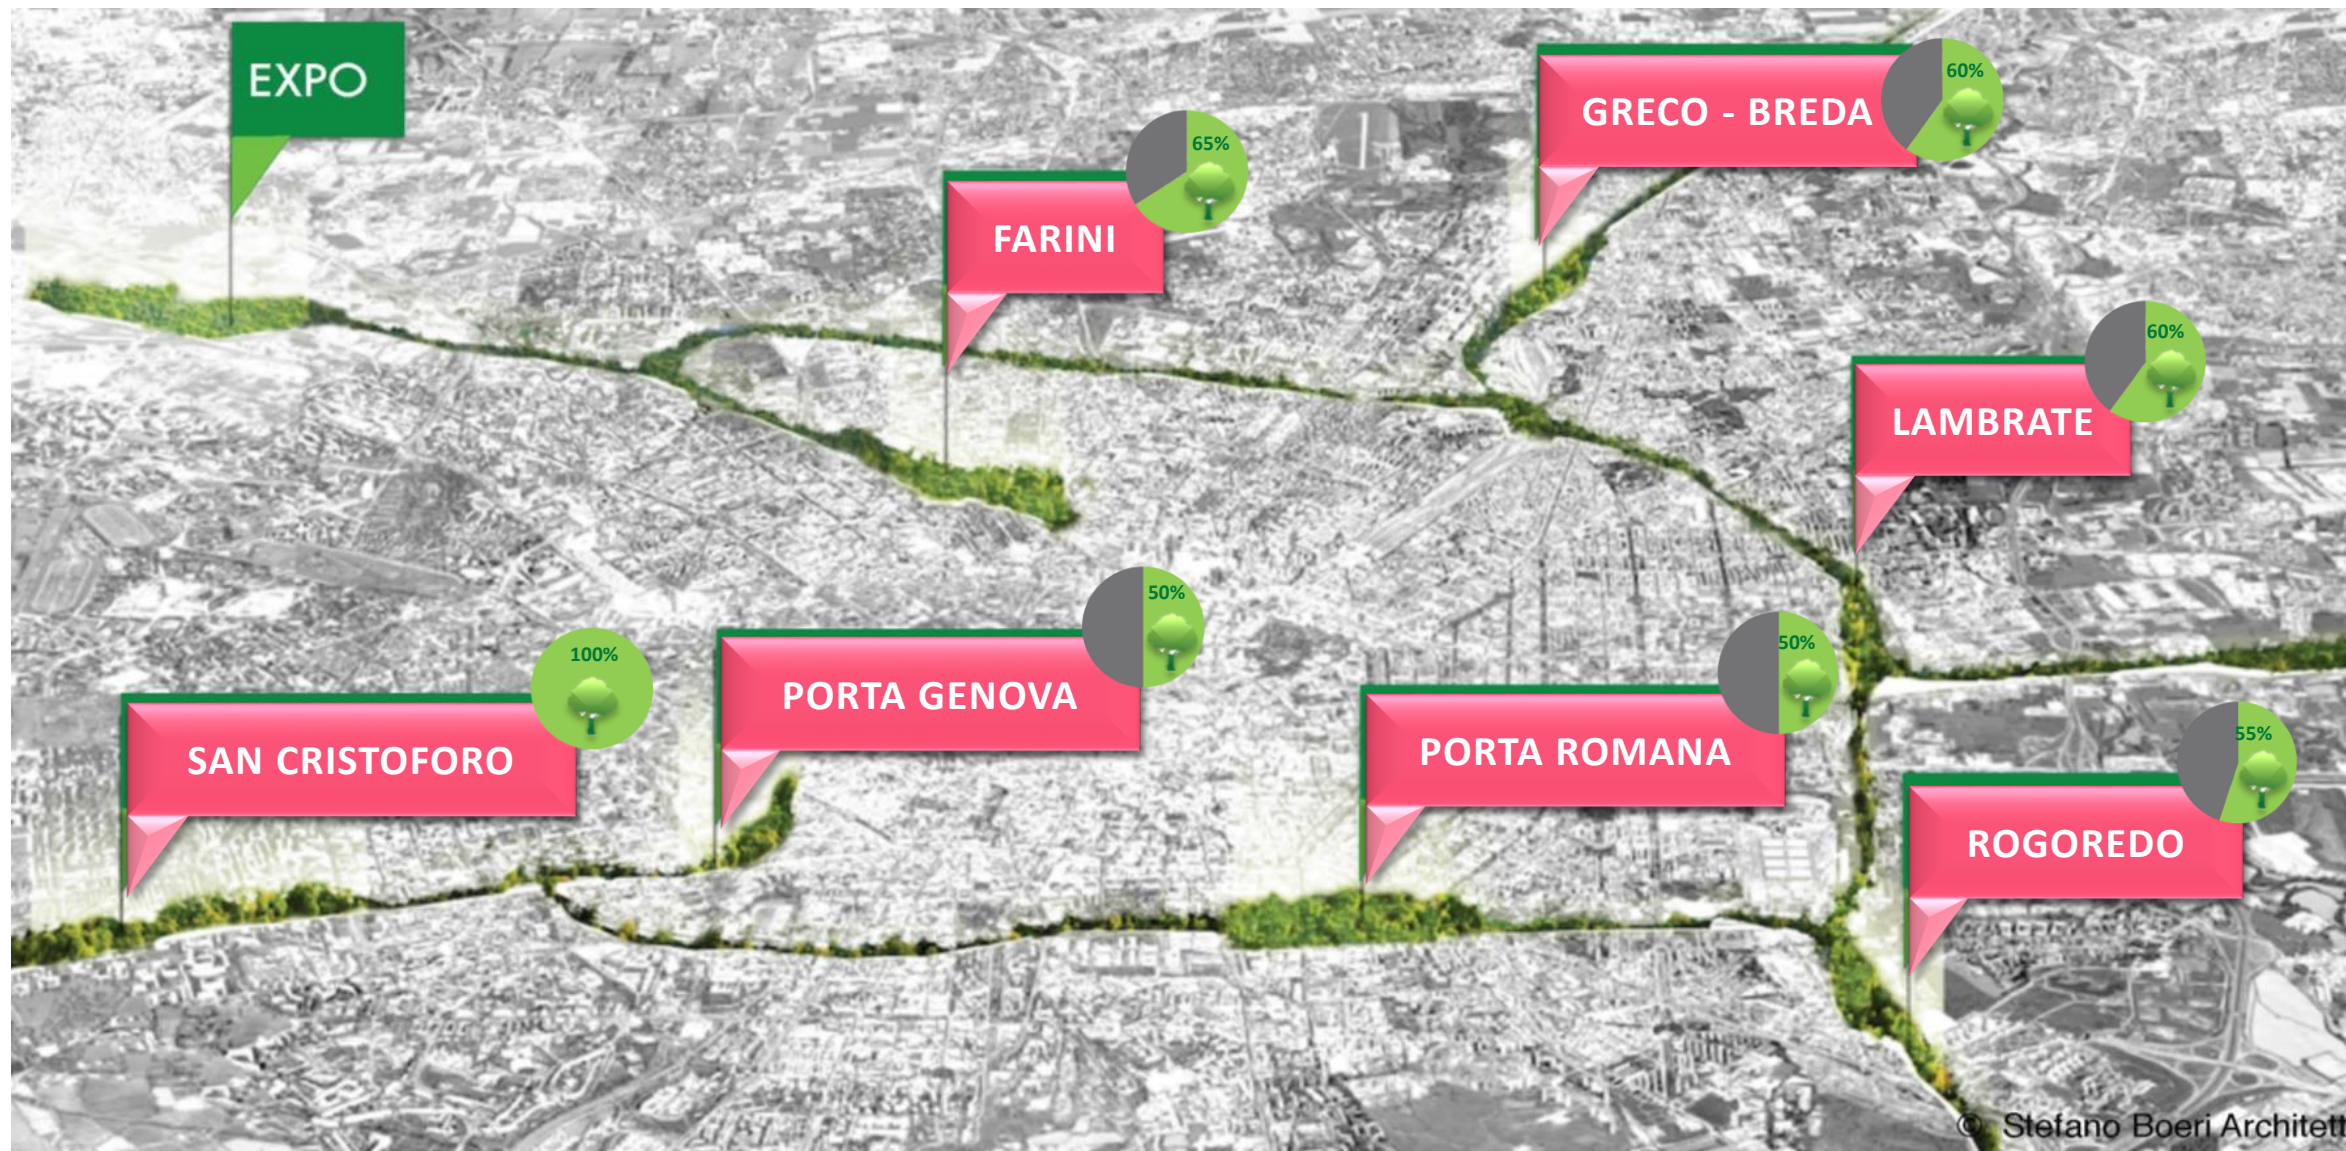 EXPO
60%
GRECO - BREDA
65%
FARINI
60%
LAMBRATE
50%
PORTA GENOVA
100%
SAN CRISTOFORO
50%
PORTA ROMANA
55%
ROGOREDO
© Stefano Boeri Architett